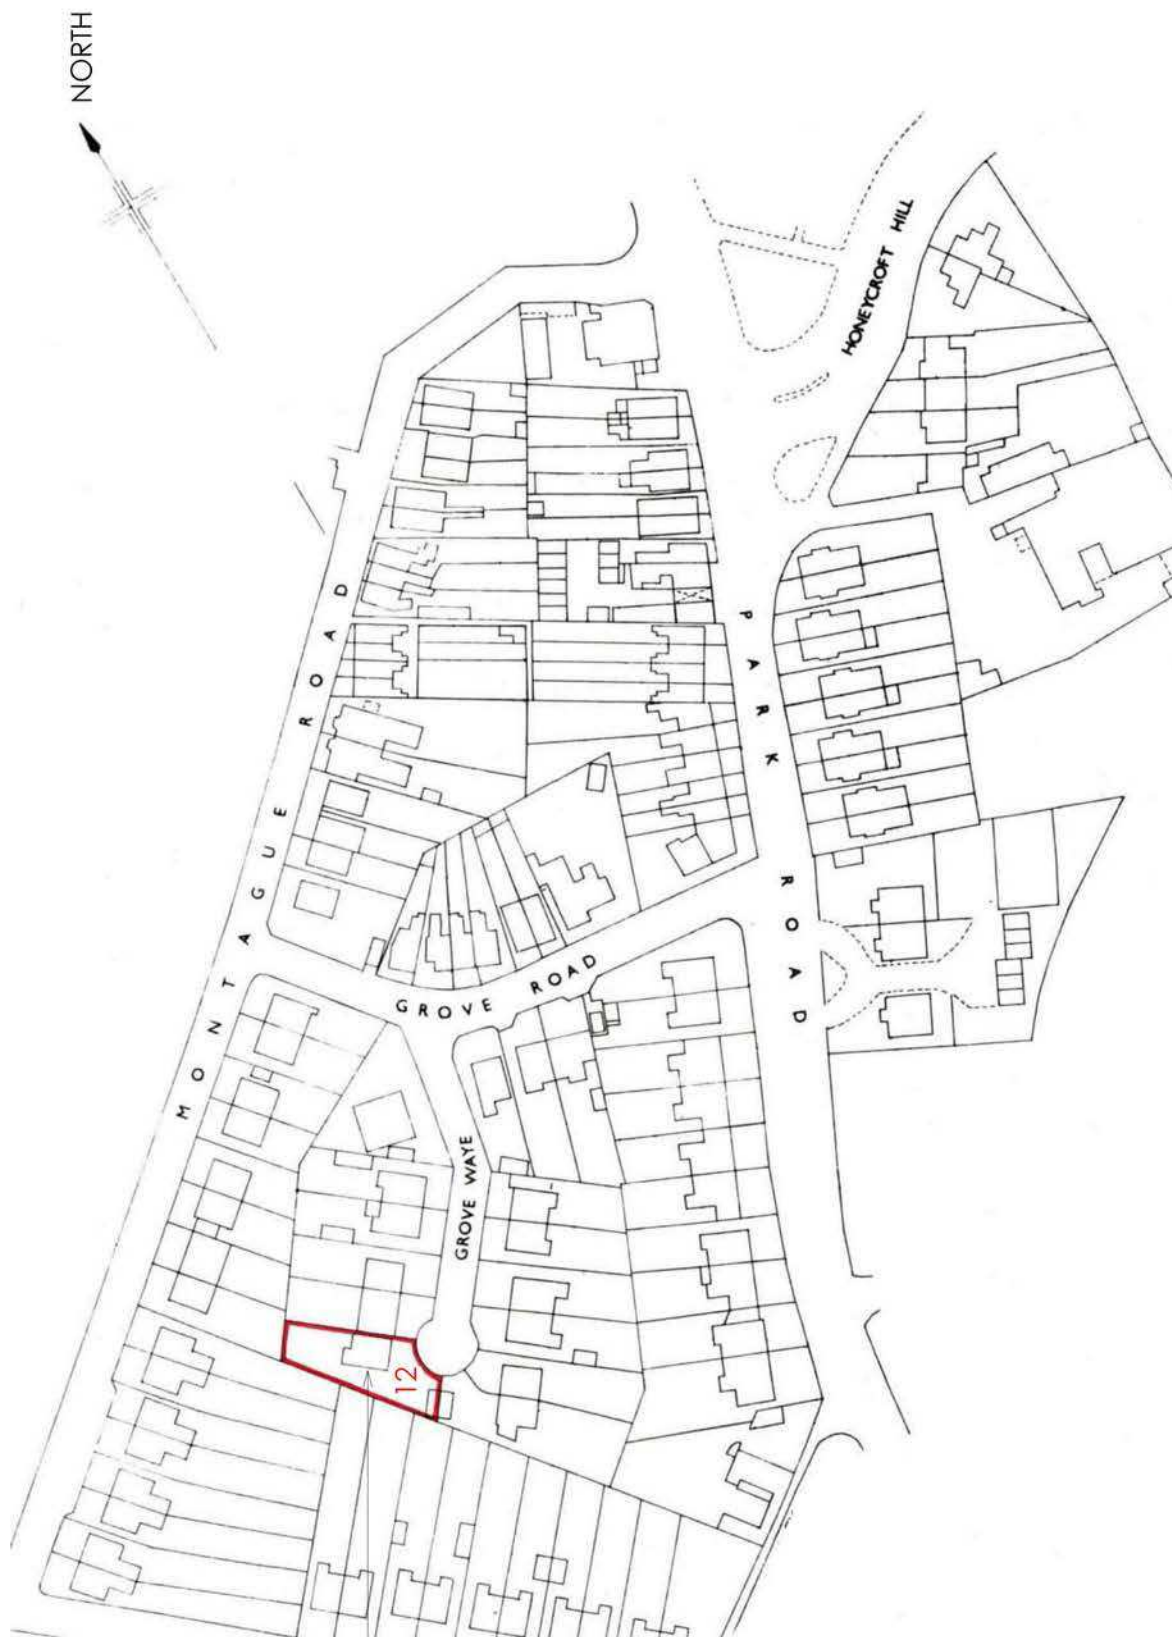 NORTH
HONEYCROFT HILL
MONTAGUE ROAD
PARK ROAD
GROVE ROAD
GROVE WAYE
12